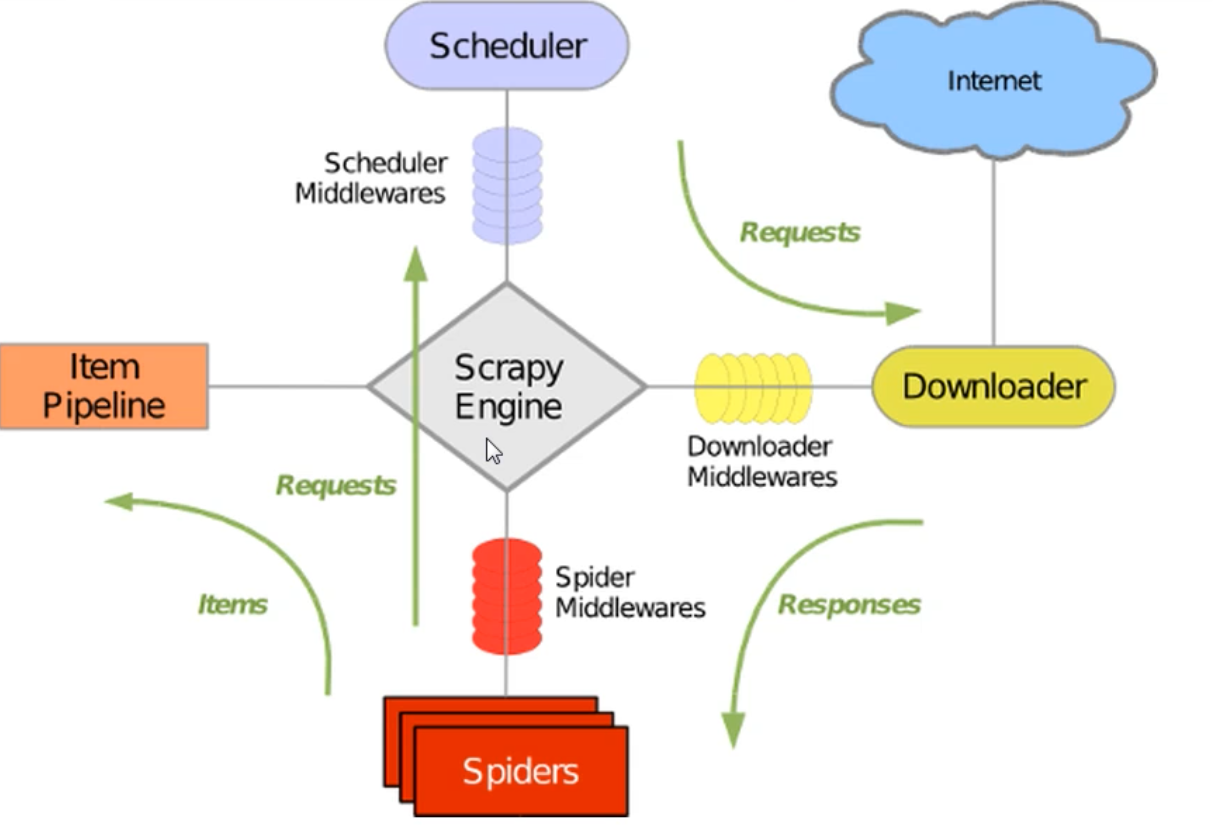 Scheduler
Internet
Scheduler
Middlewares
Requests
Item
Pipeline
Scrapy
Engine
Downloader
Downloader
Middlewares
Requests
Items
Spider
Middlewares
Responses
Spiders